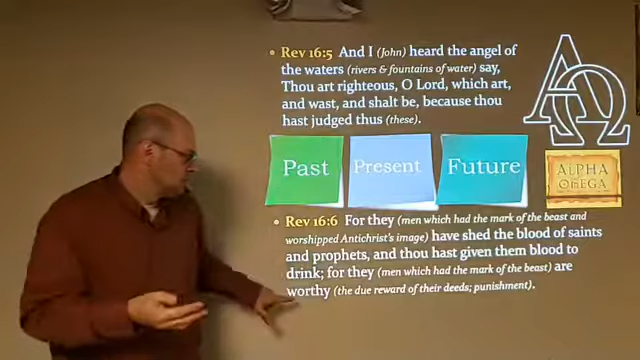 Rev 16:5 And I (John) heard the angel of
the waters (rivers & fountains of water) say,
Thou art righteous, O Lord, which art,
and wast, and shalt be, because thou
hast judged thus (these).
Past
Present
Future
ΑΩ
ALPHA
OMEGA
Rev 16:6 For they (men which had the mark of the beast and
worshipped Antichrist's image) have shed the blood of saints
and prophets, and thou hast given them blood to
drink; for they (men which had the mark of the beast) are
worthy (the due reward of their deeds; punishment).